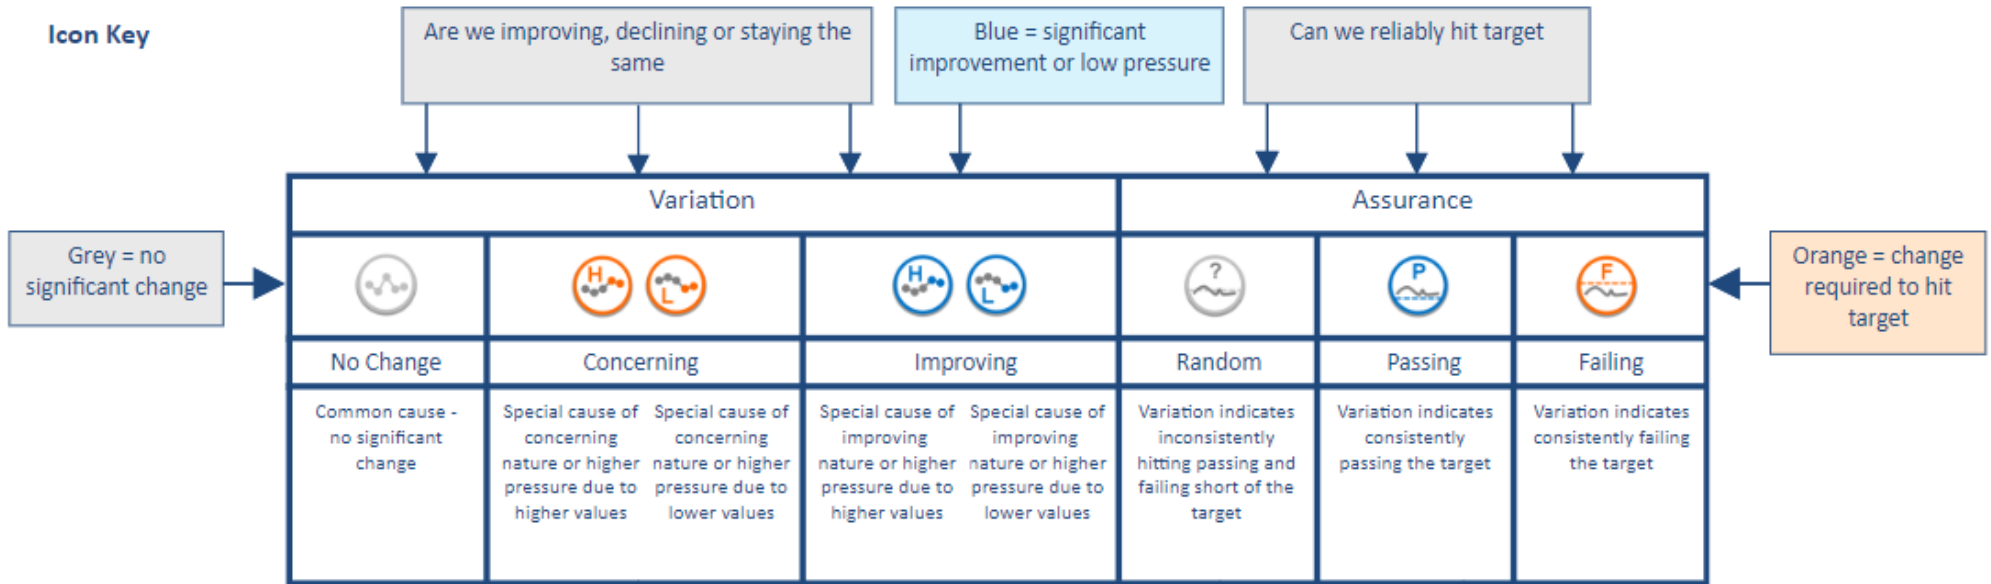 Icon Key
Are we improving, declining or staying the
same
Blue = significant
improvement or low pressure
Can we reliably hit target
Variation
Assurance
Grey = no
significant change
H
L
H
L
?
P
F
Orange = change
required to hit
target
No Change
Concerning
Improving
Random
Passing
Failing
Common cause -
no significant
change
Special cause of
concerning
nature or higher
pressure due to
higher values
Special cause of
concerning
nature or higher
pressure due to
lower values
Special cause of
improving
nature or higher
pressure due to
higher values
Special cause of
improving
nature or higher
pressure due to
lower values
Variation indicates
inconsistently
hitting passing and
failing short of the
target
Variation indicates
consistently
passing the target
Variation indicates
consistently failing
the target